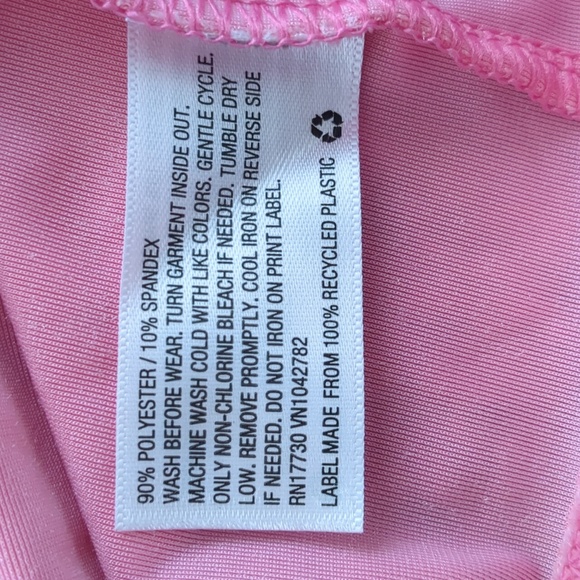 90% POLYESTER / 10% SPANDEX
WASH BEFORE WEAR. TURN GARMENT INSIDE OUT.
MACHINE WASH COLD WITH LIKE COLORS. GENTLE CYCLE.
ONLY NON-CHLORINE BLEACH IF NEEDED. TUMBLE DRY
LOW. REMOVE PROMPTLY. COOL IRON ON REVERSE SIDE
IF NEEDED. DO NOT IRON ON PRINT LABEL.
RN17730 VN1042782
LABEL MADE FROM 100% RECYCLED PLASTIC